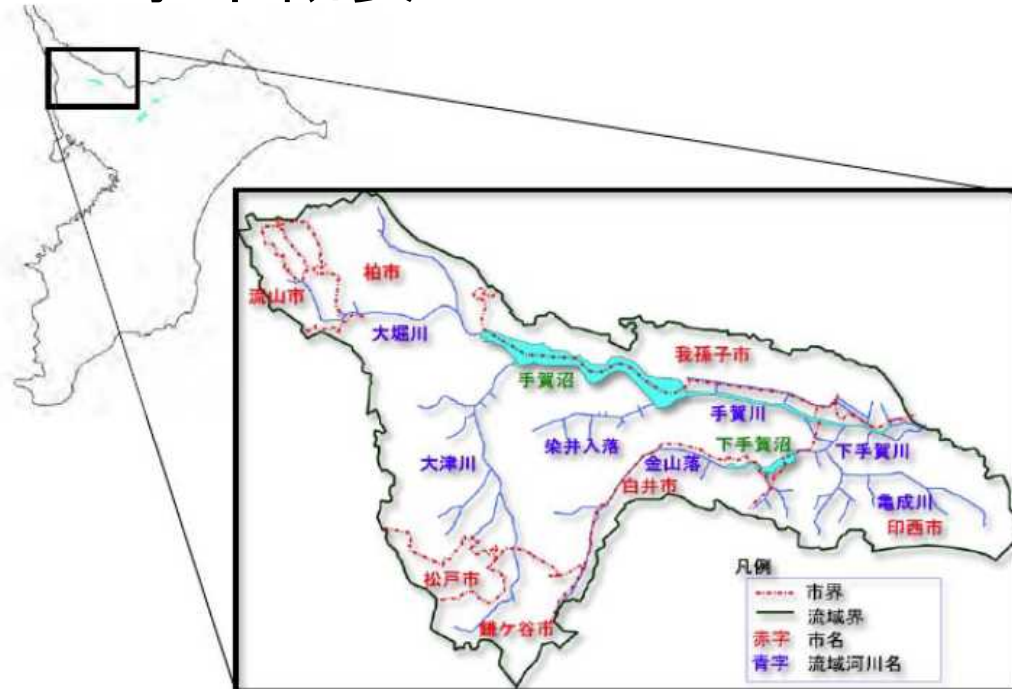 柏市
流山市
大堀川
我孫子市
手賀沼
手賀川
染井入落
下手賀沼
下手賀川
大津川
金山落
白井市
亀成川
印西市
松戸市
鎌ケ谷市
凡例
市界
流域界
赤字 市名
青字 流域河川名